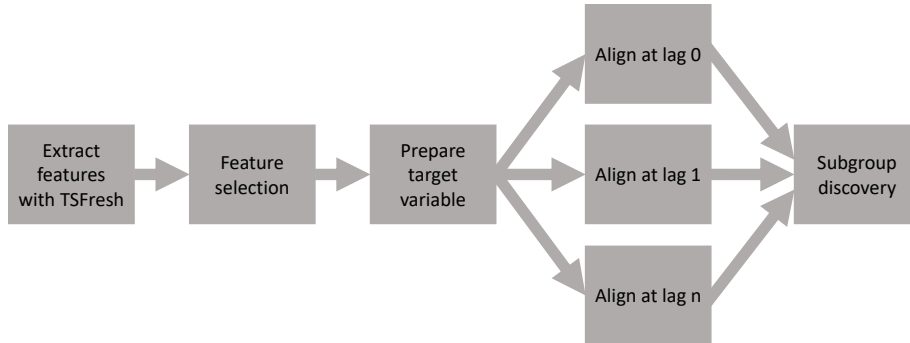 Extract
features
with TSFresh
Feature
selection
Prepare
target
variable
Align at lag 0
Align at lag 1
Align at lag n
Subgroup
discovery